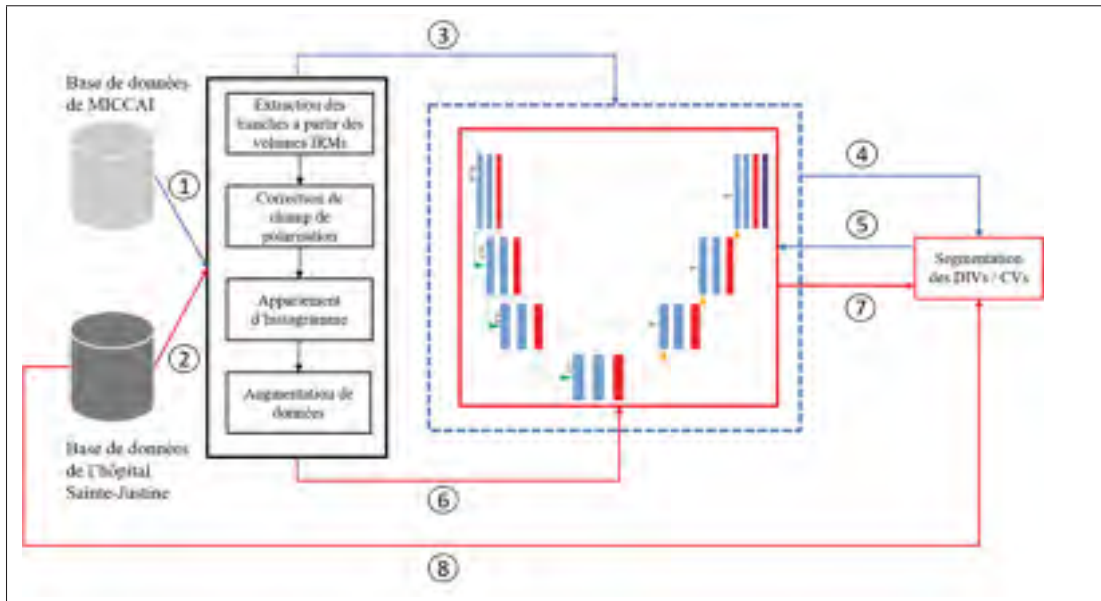 ③
Base de données
de MICCAI
Extraction des
tranches à partir des
volumes IRMs
①
④
Correction de
champ de
polarisation
⑤
Segmentation
des DIVs / CVs
Appariement
d'histogramme
⑦
②
Augmentation de
données
Base de données
de l'hôpital
Sainte-Justine
⑥
⑧